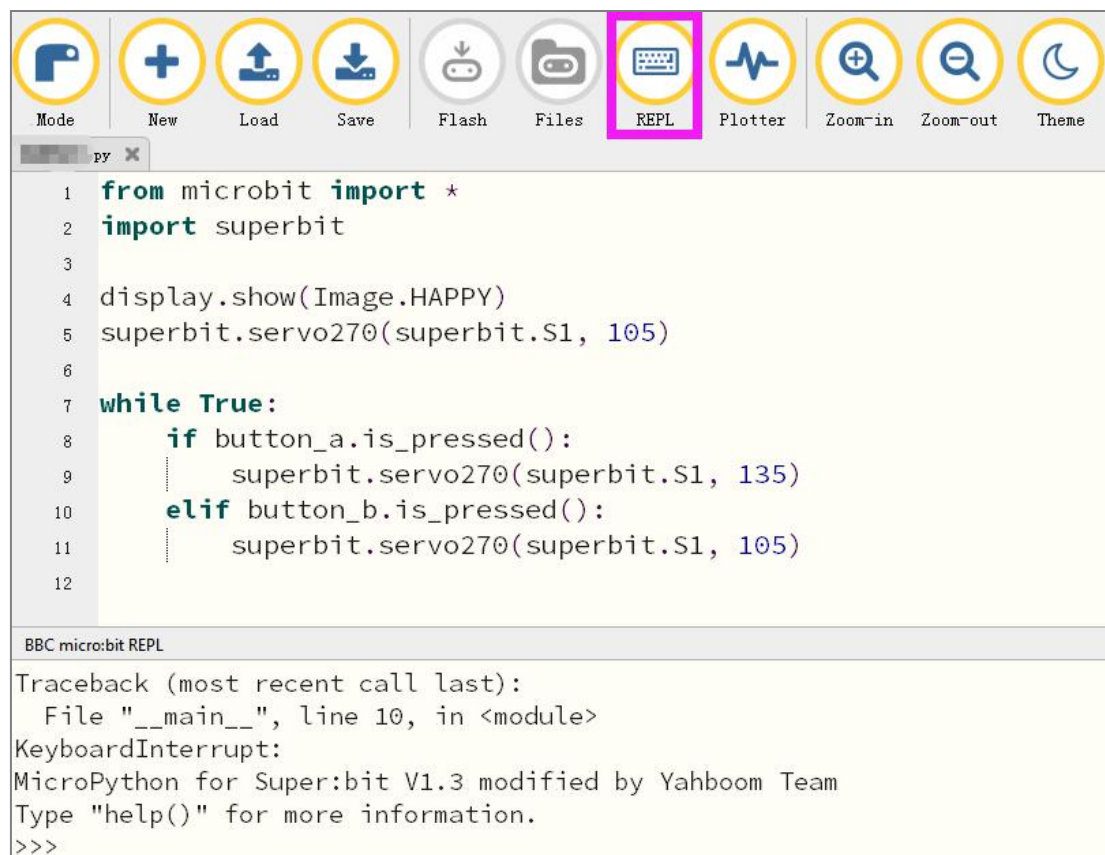 Mode New Load Save Flash Files REPL Plotter Zoom-in Zoom-out Theme
py
1 from microbit import *
2 import superbit
3
4 display.show(Image.HAPPY)
5 superbit.servo270(superbit.S1, 105)
6
7 while True:
8     if button_a.is_pressed():
9         superbit.servo270(superbit.S1, 135)
10     elif button_b.is_pressed():
11         superbit.servo270(superbit.S1, 105)
12
BBC micro:bit REPL
Traceback (most recent call last):
  File "__main__", line 10, in <module>
KeyboardInterrupt:
MicroPython for Super:bit V1.3 modified by Yahboom Team
Type "help()" for more information.
>>>